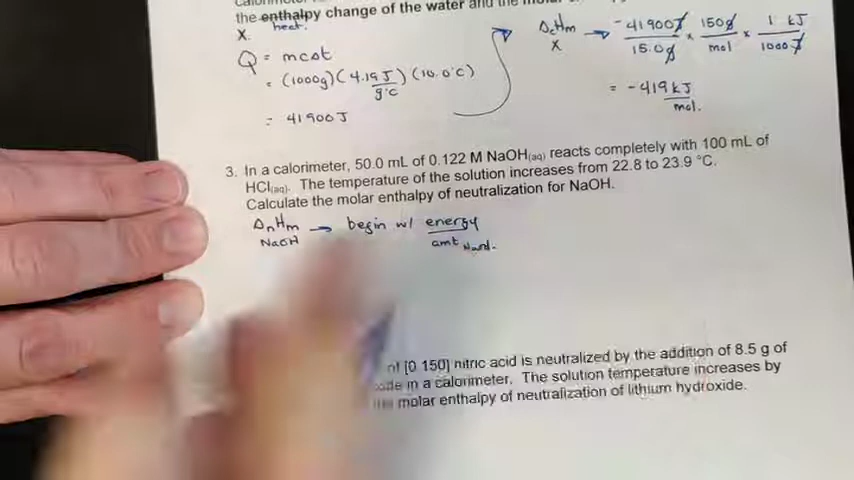 the enthalpy change of the water and the
heat.
X.
Q = mcΔt
= (1000g)(4.19 J/g°C)(10.0°C)
= 41900J
ΔcHm X → -41900J/15.0g × 150g/mol × 1 kJ/1000J
= -419 kJ/mol.
3. In a calorimeter, 50.0 mL of 0.122 M NaOH(aq) reacts completely with 100 mL of
HCl(aq). The temperature of the solution increases from 22.8 to 23.9 °C.
Calculate the molar enthalpy of neutralization for NaOH.
ΔnHm NaOH → begin w/ energy/amt
[0.150] nitric acid is neutralized by the addition of 8.5 g of
in a calorimeter. The solution temperature increases by
molar enthalpy of neutralization of lithium hydroxide.